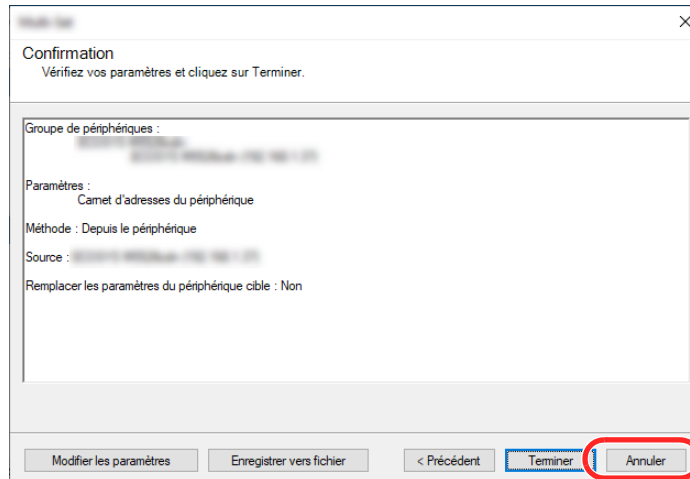 Confirmation
Vérifiez vos paramètres et cliquez sur Terminer.
Groupe de périphériques :
Paramètres :
Carnet d'adresses du périphérique
Méthode : Depuis le périphérique
Source :
Remplacer les paramètres du périphérique cible : Non
Modifier les paramètres
Enregistrer vers fichier
< Précédent
Terminer
Annuler